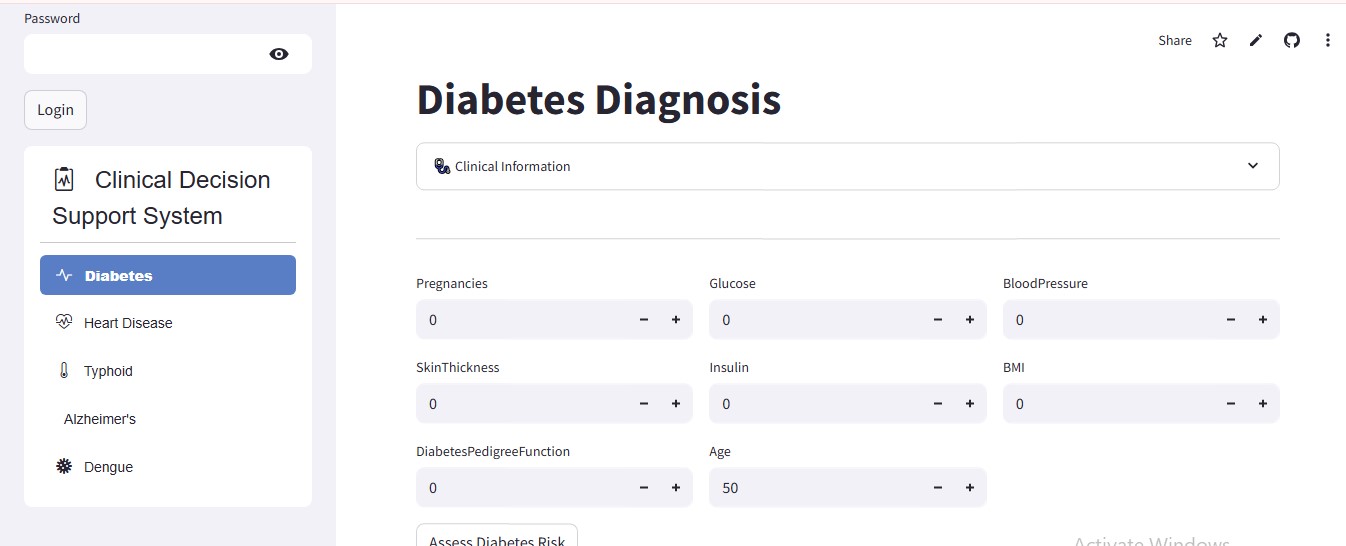 Password
Login
Clinical Decision
Support System
Diabetes
Heart Disease
Typhoid
Alzheimer's
Dengue
Share
Diabetes Diagnosis
Clinical Information
Pregnancies
Glucose
BloodPressure
0
0
0
SkinThickness
Insulin
BMI
0
0
0
DiabetesPedigreeFunction
Age
0
50
Assess Diabetes Risk
Activate Windows